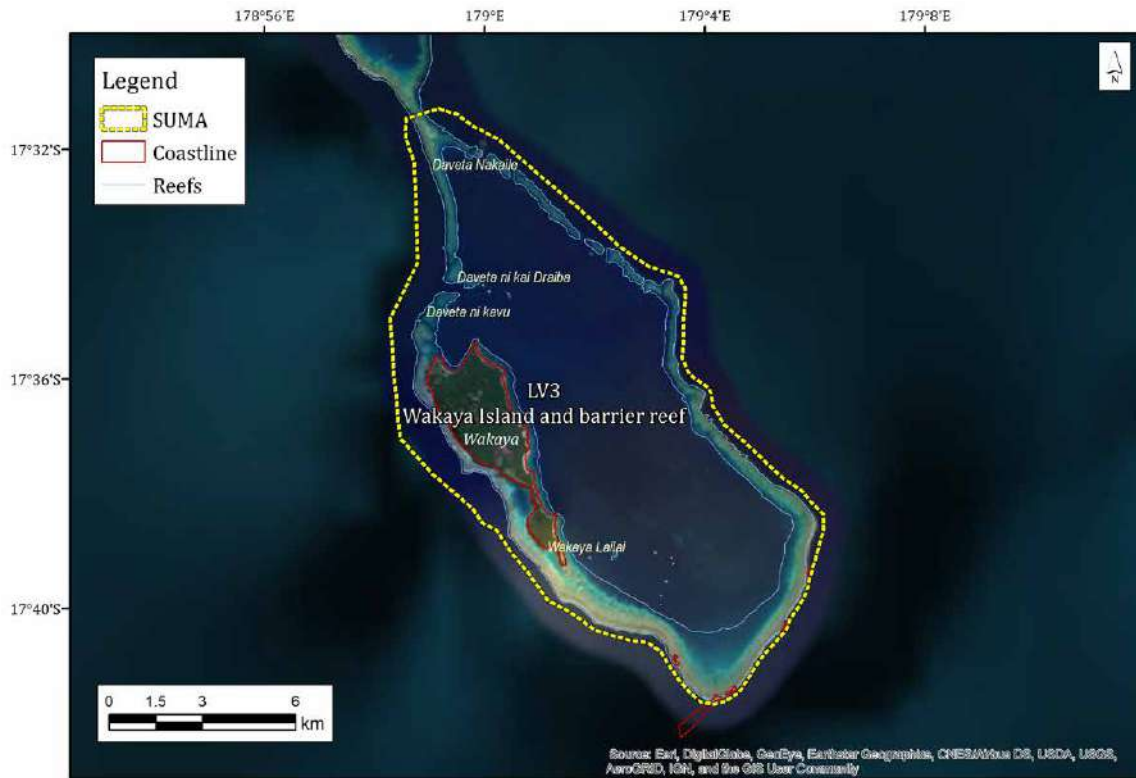 178°56'E 179°E 179°4'E 179°8'E
N
Legend
SUMA
Coastline
Reefs
17°32'S
17°36'S
17°40'S
Daveta Nakaile
Daveta ni kai Draiba
Daveta ni kavu
LV3
Wakaya Island and barrier reef
Wakaya
Wakaya Lailai
0 1.5 3 6
km
Source: Esri, DigitalGlobe, GeoEye, Earthstar Geographics, CNES/Airbus DS, USDA, USGS,
AeroGRID, IGN, and the GIS User Community